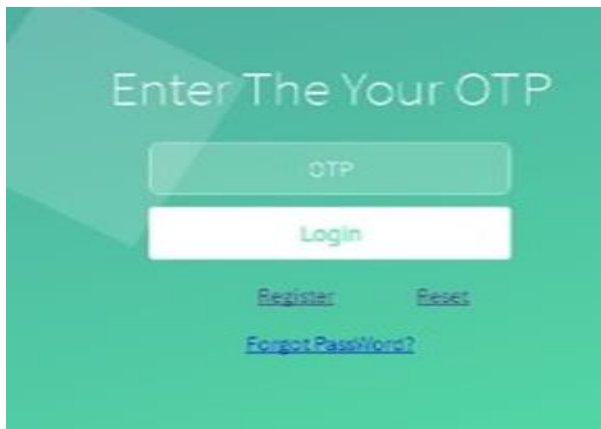 Enter The Your OTP
OTP
Login
Register Reset
Forgot PassWord?